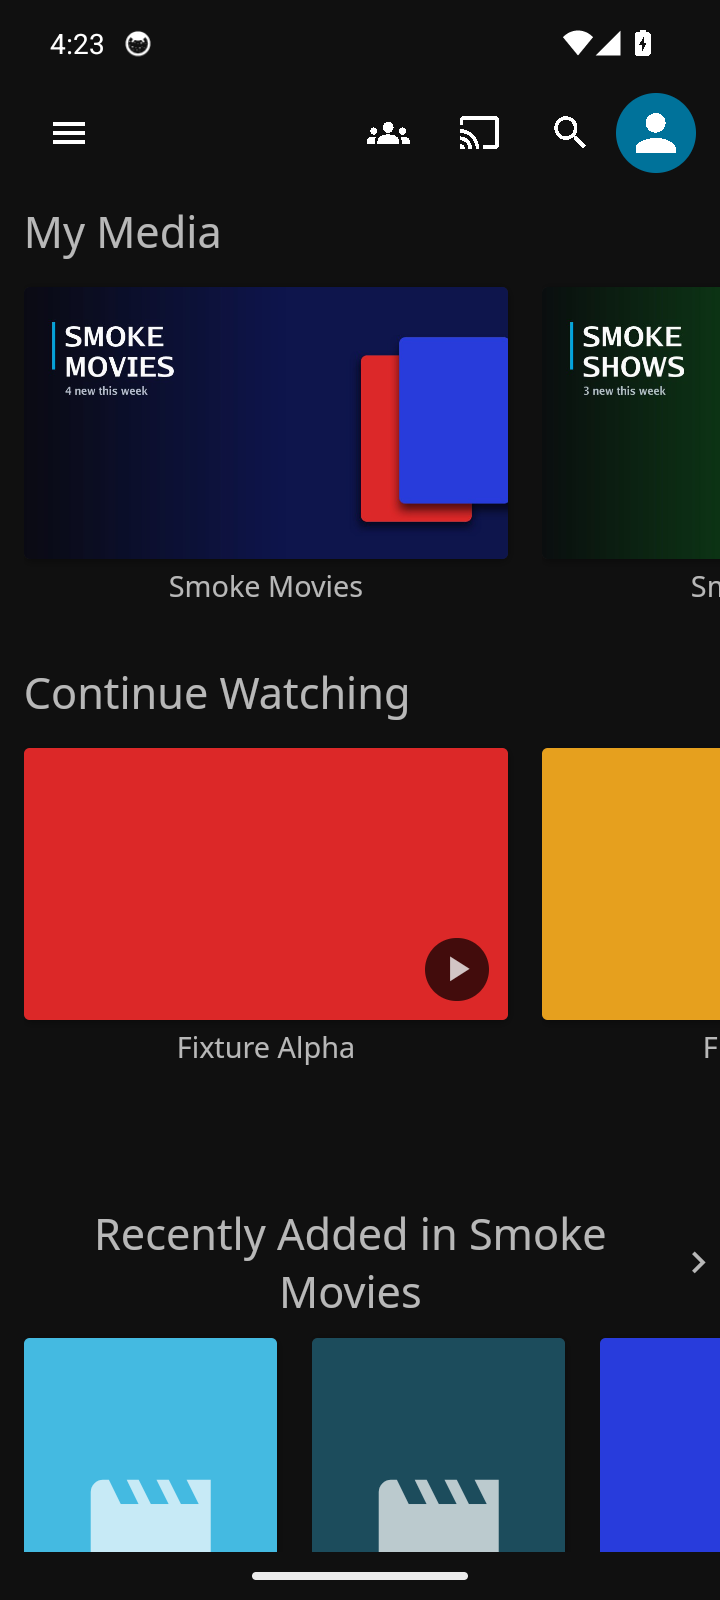 4:23
My Media
SMOKE
MOVIES
4 new this week
SMOKE
SHOWS
3 new this week
Smoke Movies
Continue Watching
Fixture Alpha
Recently Added in Smoke
Movies